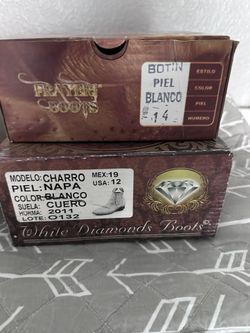 FRAYERE
BOOTS
BOTIN
PIEL
BLANCO
14
ESTILO
COLOR
PIEL
NUMERO
MODELO: CHARRO
PIEL: NAPA
COLOR: BLANCO
SUELA: CUERO
HORMA: 2011
LOTE: O132
MEX: 19
USA: 12
White Diamonds Boots